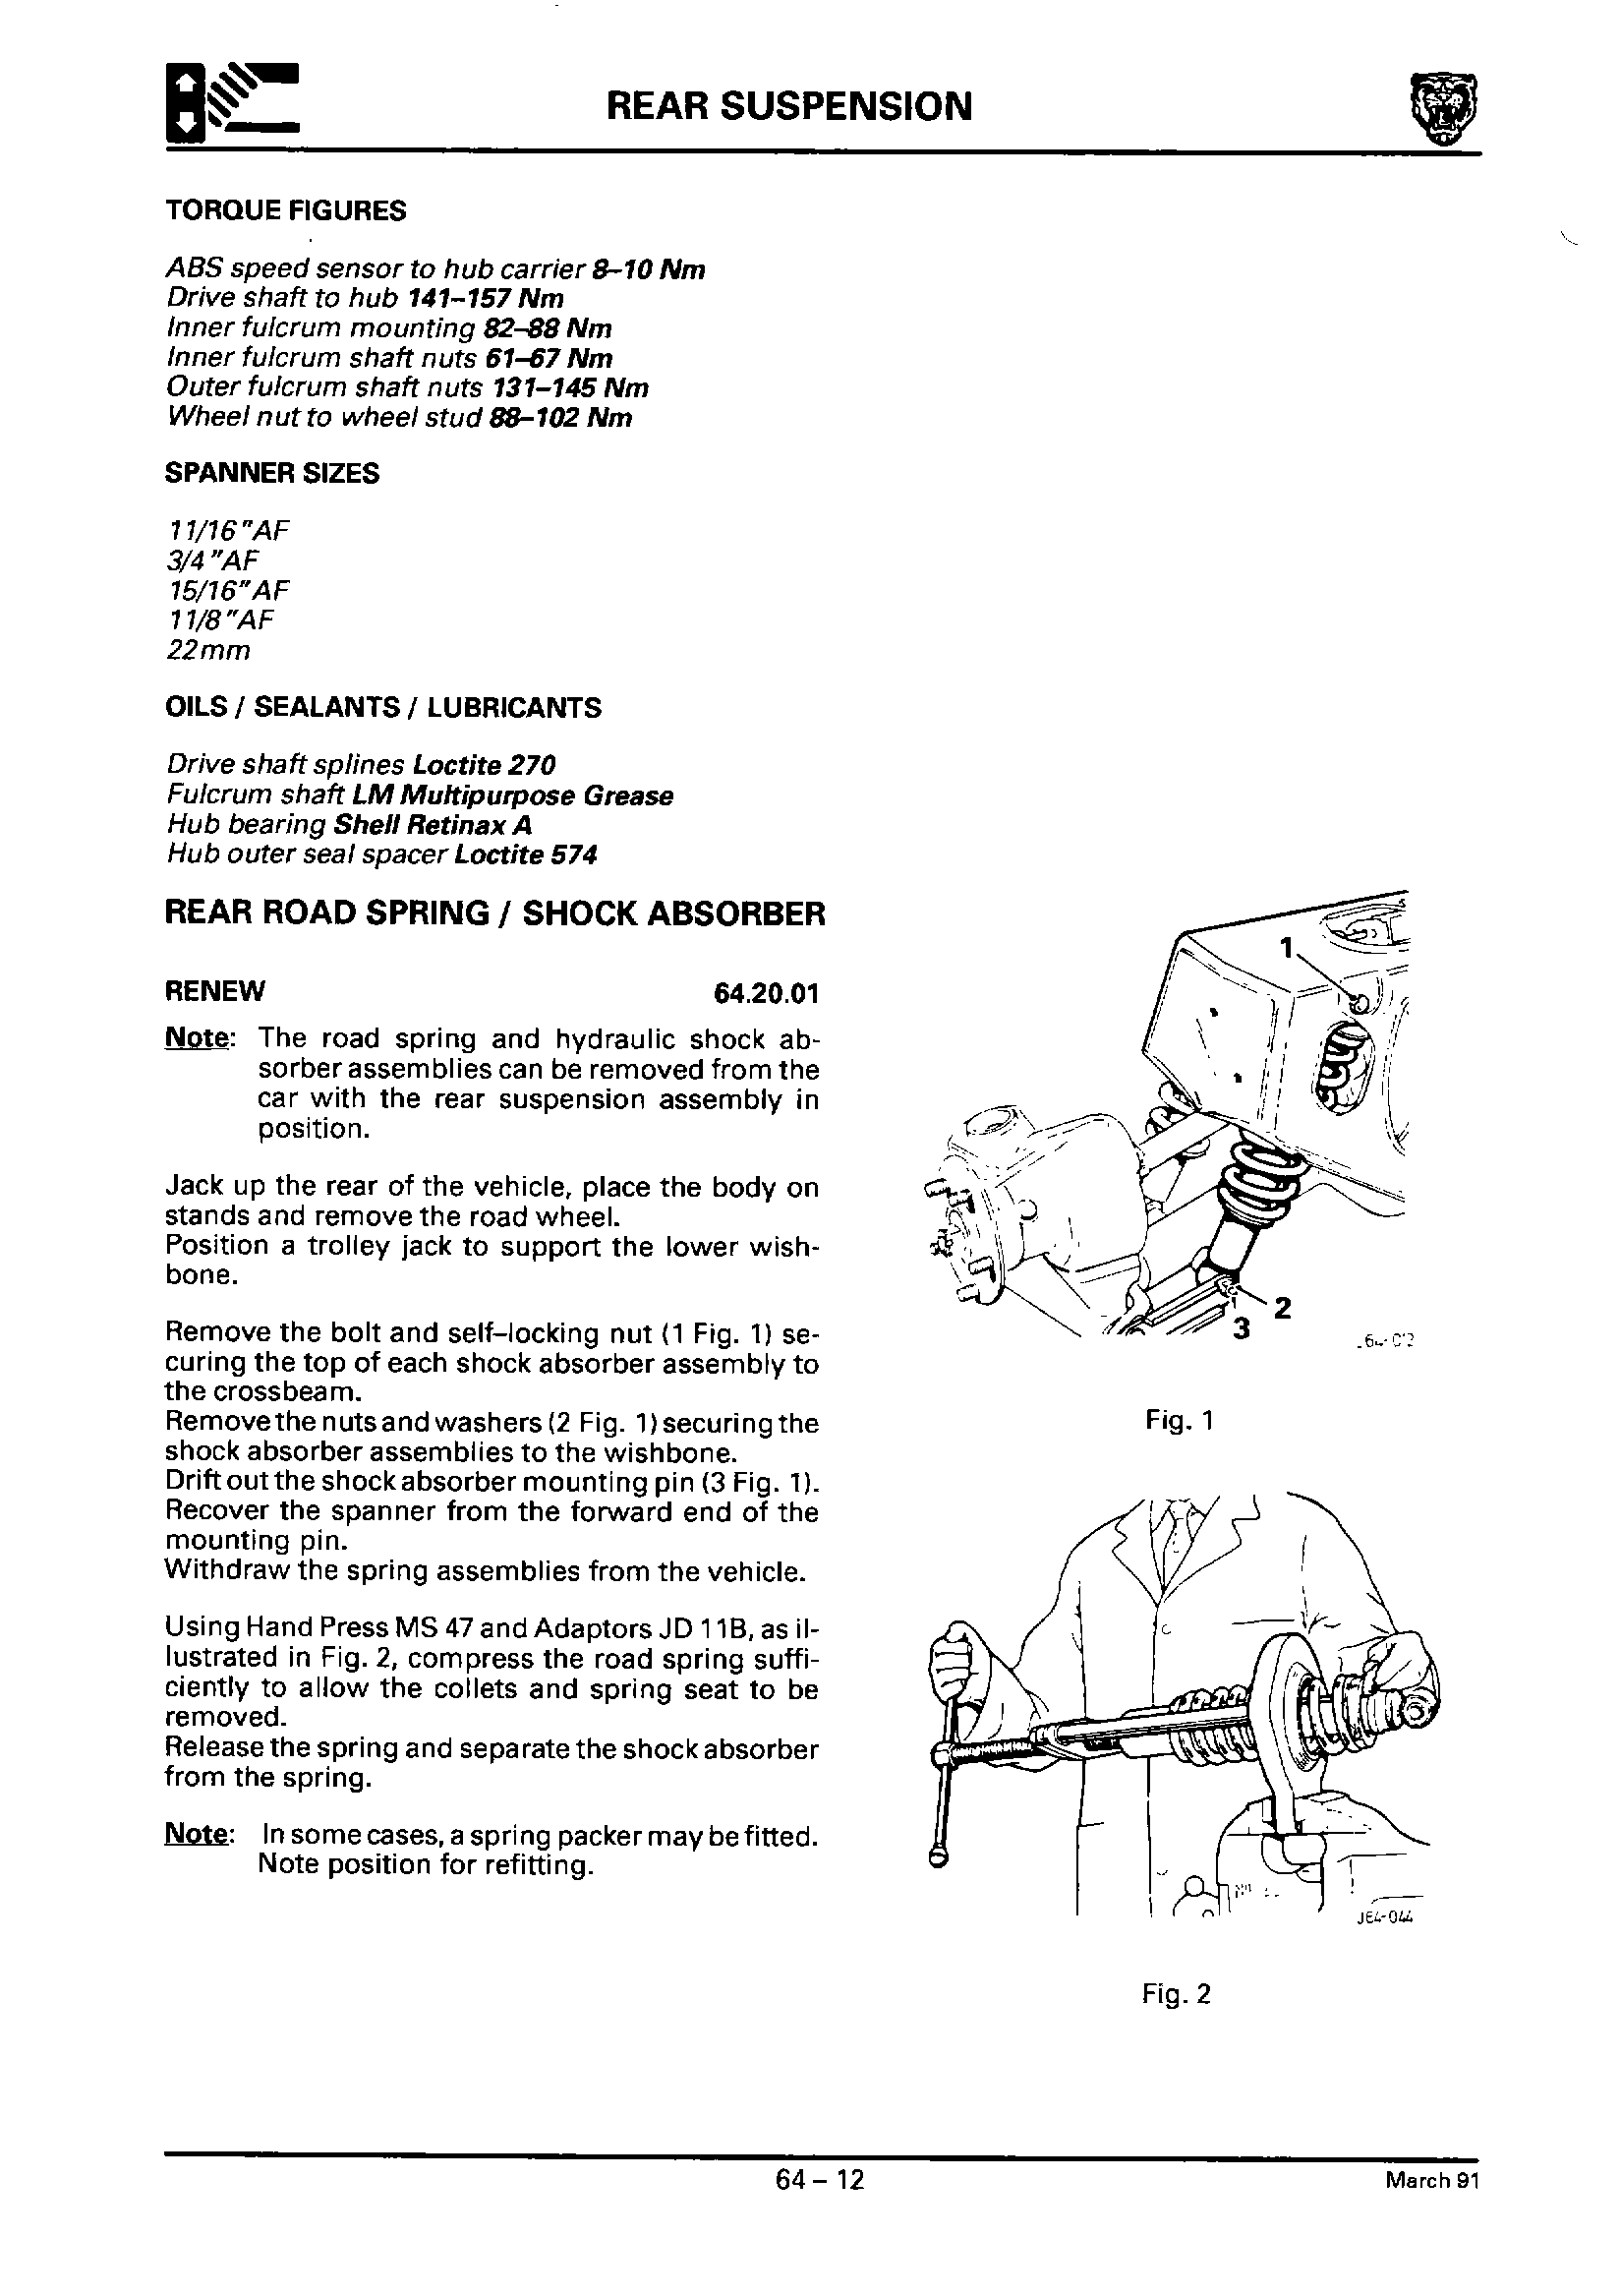 REAR SUSPENSION
TORQUE FIGURES
ABS speed sensor to hub carrier 8–10 Nm
Drive shaft to hub 141–157 Nm
Inner fulcrum mounting 82–88 Nm
Inner fulcrum shaft nuts 61–67 Nm
Outer fulcrum shaft nuts 131–145 Nm
Wheel nut to wheel stud 88–102 Nm
SPANNER SIZES
11/16"AF
3/4"AF
15/16"AF
11/8"AF
22mm
OILS / SEALANTS / LUBRICANTS
Drive shaft splines Loctite 270
Fulcrum shaft LM Multipurpose Grease
Hub bearing Shell Retinax A
Hub outer seal spacer Loctite 574
REAR ROAD SPRING / SHOCK ABSORBER
RENEW 64.20.01
Note: The road spring and hydraulic shock ab-
sorber assemblies can be removed from the
car with the rear suspension assembly in
position.
Jack up the rear of the vehicle, place the body on
stands and remove the road wheel.
Position a trolley jack to support the lower wish-
bone.
Remove the bolt and self–locking nut (1 Fig. 1) se-
curing the top of each shock absorber assembly to
the crossbeam.
Remove the nuts and washers (2 Fig. 1) securing the
shock absorber assemblies to the wishbone.
Drift out the shock absorber mounting pin (3 Fig. 1).
Recover the spanner from the forward end of the
mounting pin.
Withdraw the spring assemblies from the vehicle.
Using Hand Press MS 47 and Adaptors JD 11B, as il-
lustrated in Fig. 2, compress the road spring suffi-
ciently to allow the collets and spring seat to be
removed.
Release the spring and separate the shock absorber
from the spring.
Note: In some cases, a spring packer may be fitted.
Note position for refitting.
1
2
3
Fig. 1
J64-044
Fig. 2
64 – 12
March 91